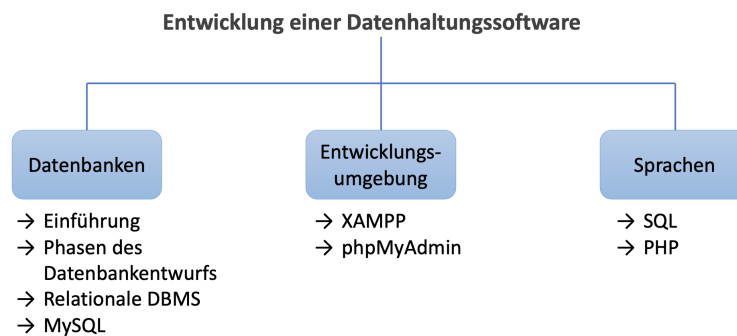 Entwicklung einer Datenhaltungssoftware
Datenbanken
→ Einführung
→ Phasen des
Datenbankentwurfs
→ Relationale DBMS
→ MySQL
Entwicklungs-
umgebung
→ XAMPP
→ phpMyAdmin
Sprachen
→ SQL
→ PHP